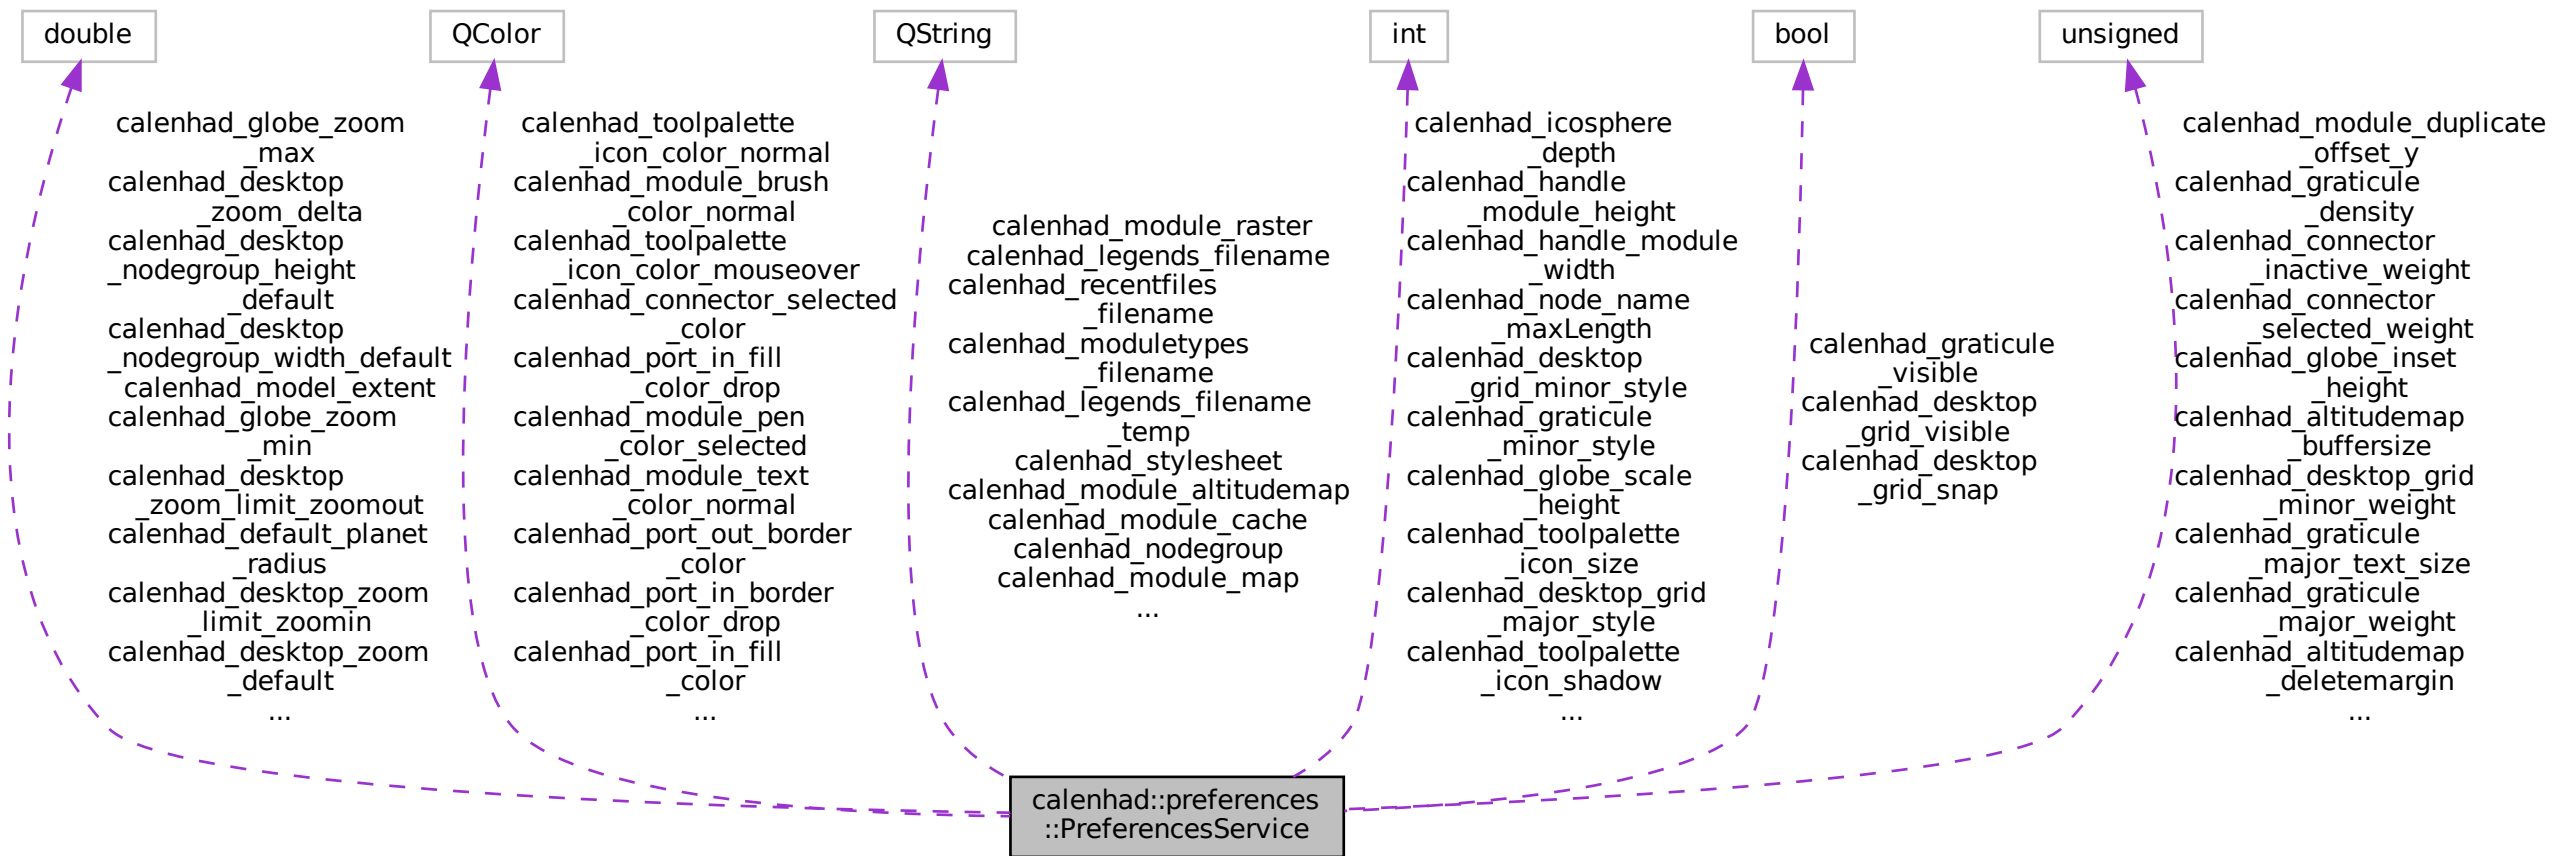 double
QColor
QString
int
bool
unsigned
calenhad_globe_zoom
_max
calenhad_desktop
_zoom_delta
calenhad_desktop
_nodegroup_height
_default
calenhad_desktop
_nodegroup_width_default
calenhad_model_extent
calenhad_globe_zoom
_min
calenhad_desktop
_zoom_limit_zoomout
calenhad_default_planet
_radius
calenhad_desktop_zoom
_limit_zoomin
calenhad_desktop_zoom
_default
...
calenhad_toolpalette
_icon_color_normal
calenhad_module_brush
_color_normal
calenhad_toolpalette
_icon_color_mouseover
calenhad_connector_selected
_color
calenhad_port_in_fill
_color_drop
calenhad_module_pen
_color_selected
calenhad_module_text
_color_normal
calenhad_port_out_border
_color
calenhad_port_in_border
_color_drop
calenhad_port_in_fill
_color
...
calenhad_module_raster
calenhad_legends_filename
calenhad_recentfiles
_filename
calenhad_moduletypes
_filename
calenhad_legends_filename
_temp
calenhad_stylesheet
calenhad_module_altitudemap
calenhad_module_cache
calenhad_nodegroup
calenhad_module_map
...
calenhad_icosphere
_depth
calenhad_handle
_module_height
calenhad_handle_module
_width
calenhad_node_name
_maxLength
calenhad_desktop
_grid_minor_style
calenhad_graticule
_minor_style
calenhad_globe_scale
_height
calenhad_toolpalette
_icon_size
calenhad_desktop_grid
_major_style
calenhad_toolpalette
_icon_shadow
...
calenhad_graticule
_visible
calenhad_desktop
_grid_visible
calenhad_desktop
_grid_snap
calenhad_module_duplicate
_offset_y
calenhad_graticule
_density
calenhad_connector
_inactive_weight
calenhad_connector
_selected_weight
calenhad_globe_inset
_height
calenhad_altitudemap
_buffersize
calenhad_desktop_grid
_minor_weight
calenhad_graticule
_major_text_size
calenhad_graticule
_major_weight
calenhad_altitudemap
_deletemargin
...
calenhad::preferences
::PreferencesService